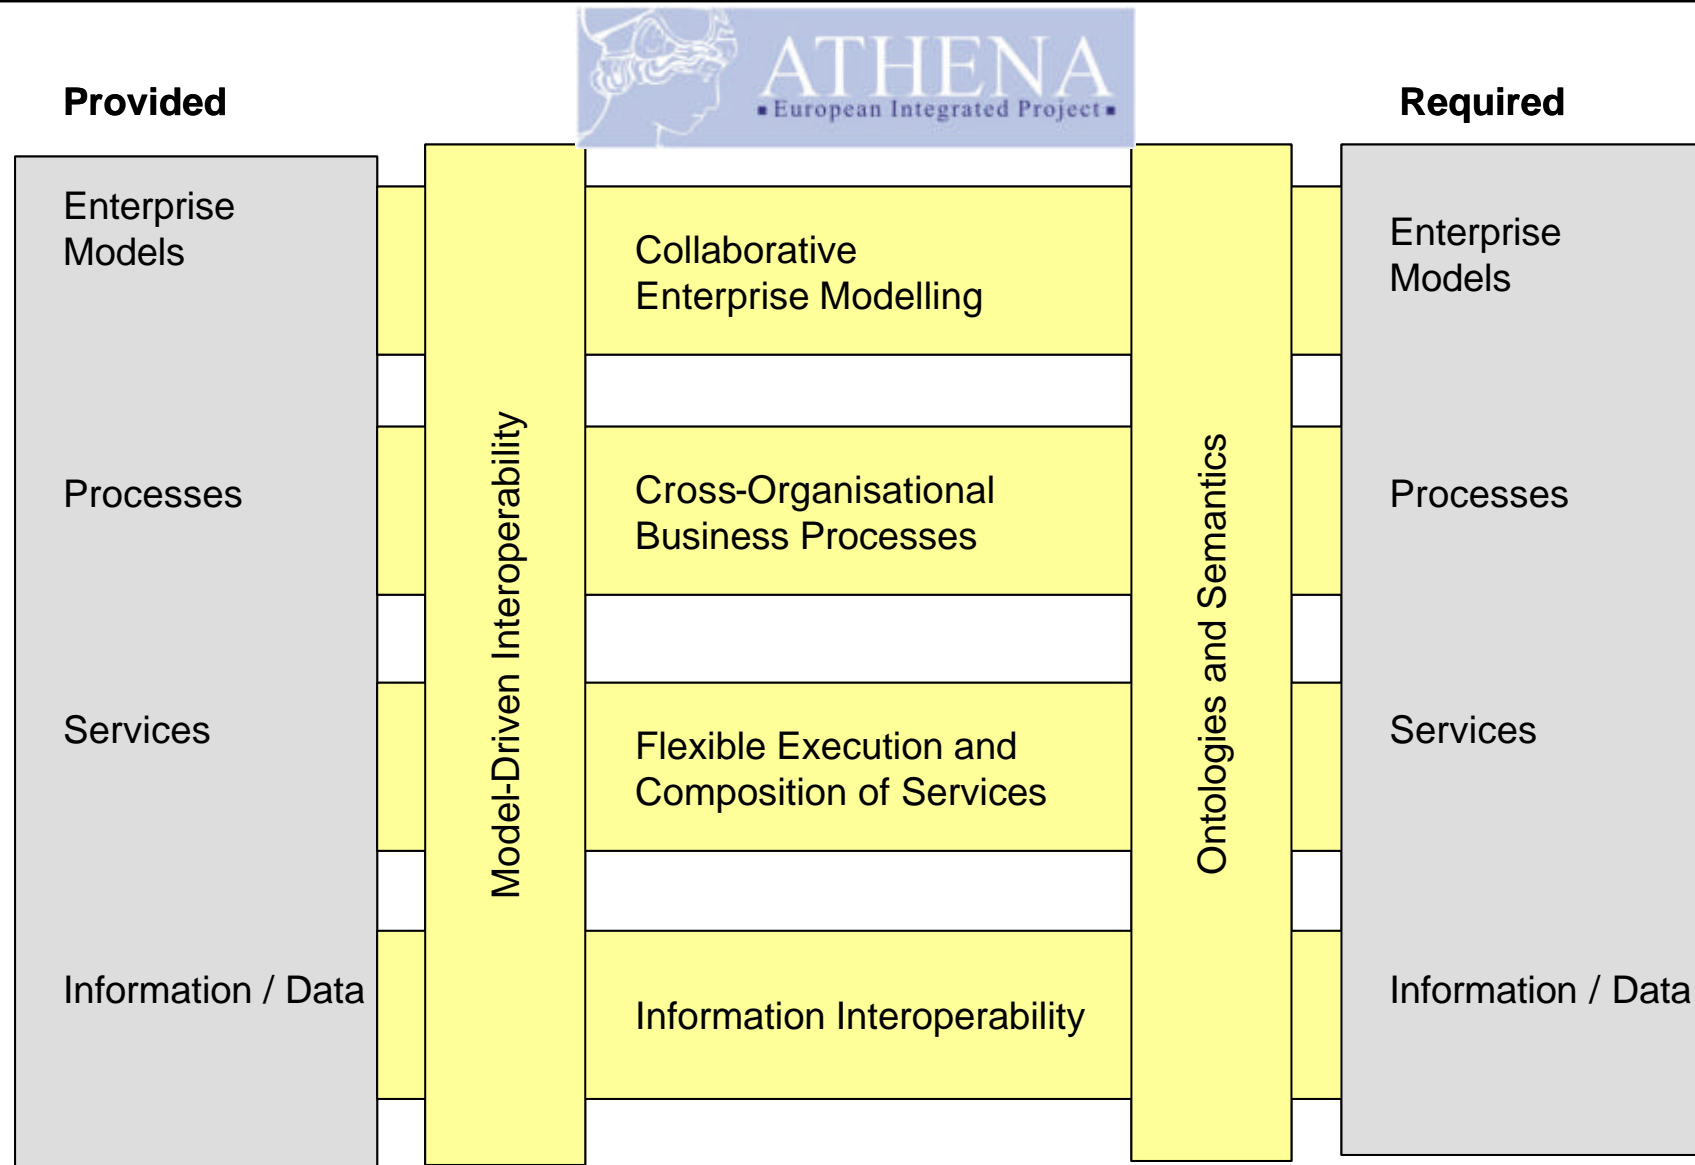 ATHENA
▪European Integrated Project▪
Provided
Required
Enterprise
Models
Processes
Services
Information / Data
Model-Driven Interoperability
Collaborative
Enterprise Modelling
Cross-Organisational
Business Processes
Flexible Execution and
Composition of Services
Information Interoperability
Ontologies and Semantics
Enterprise
Models
Processes
Services
Information / Data